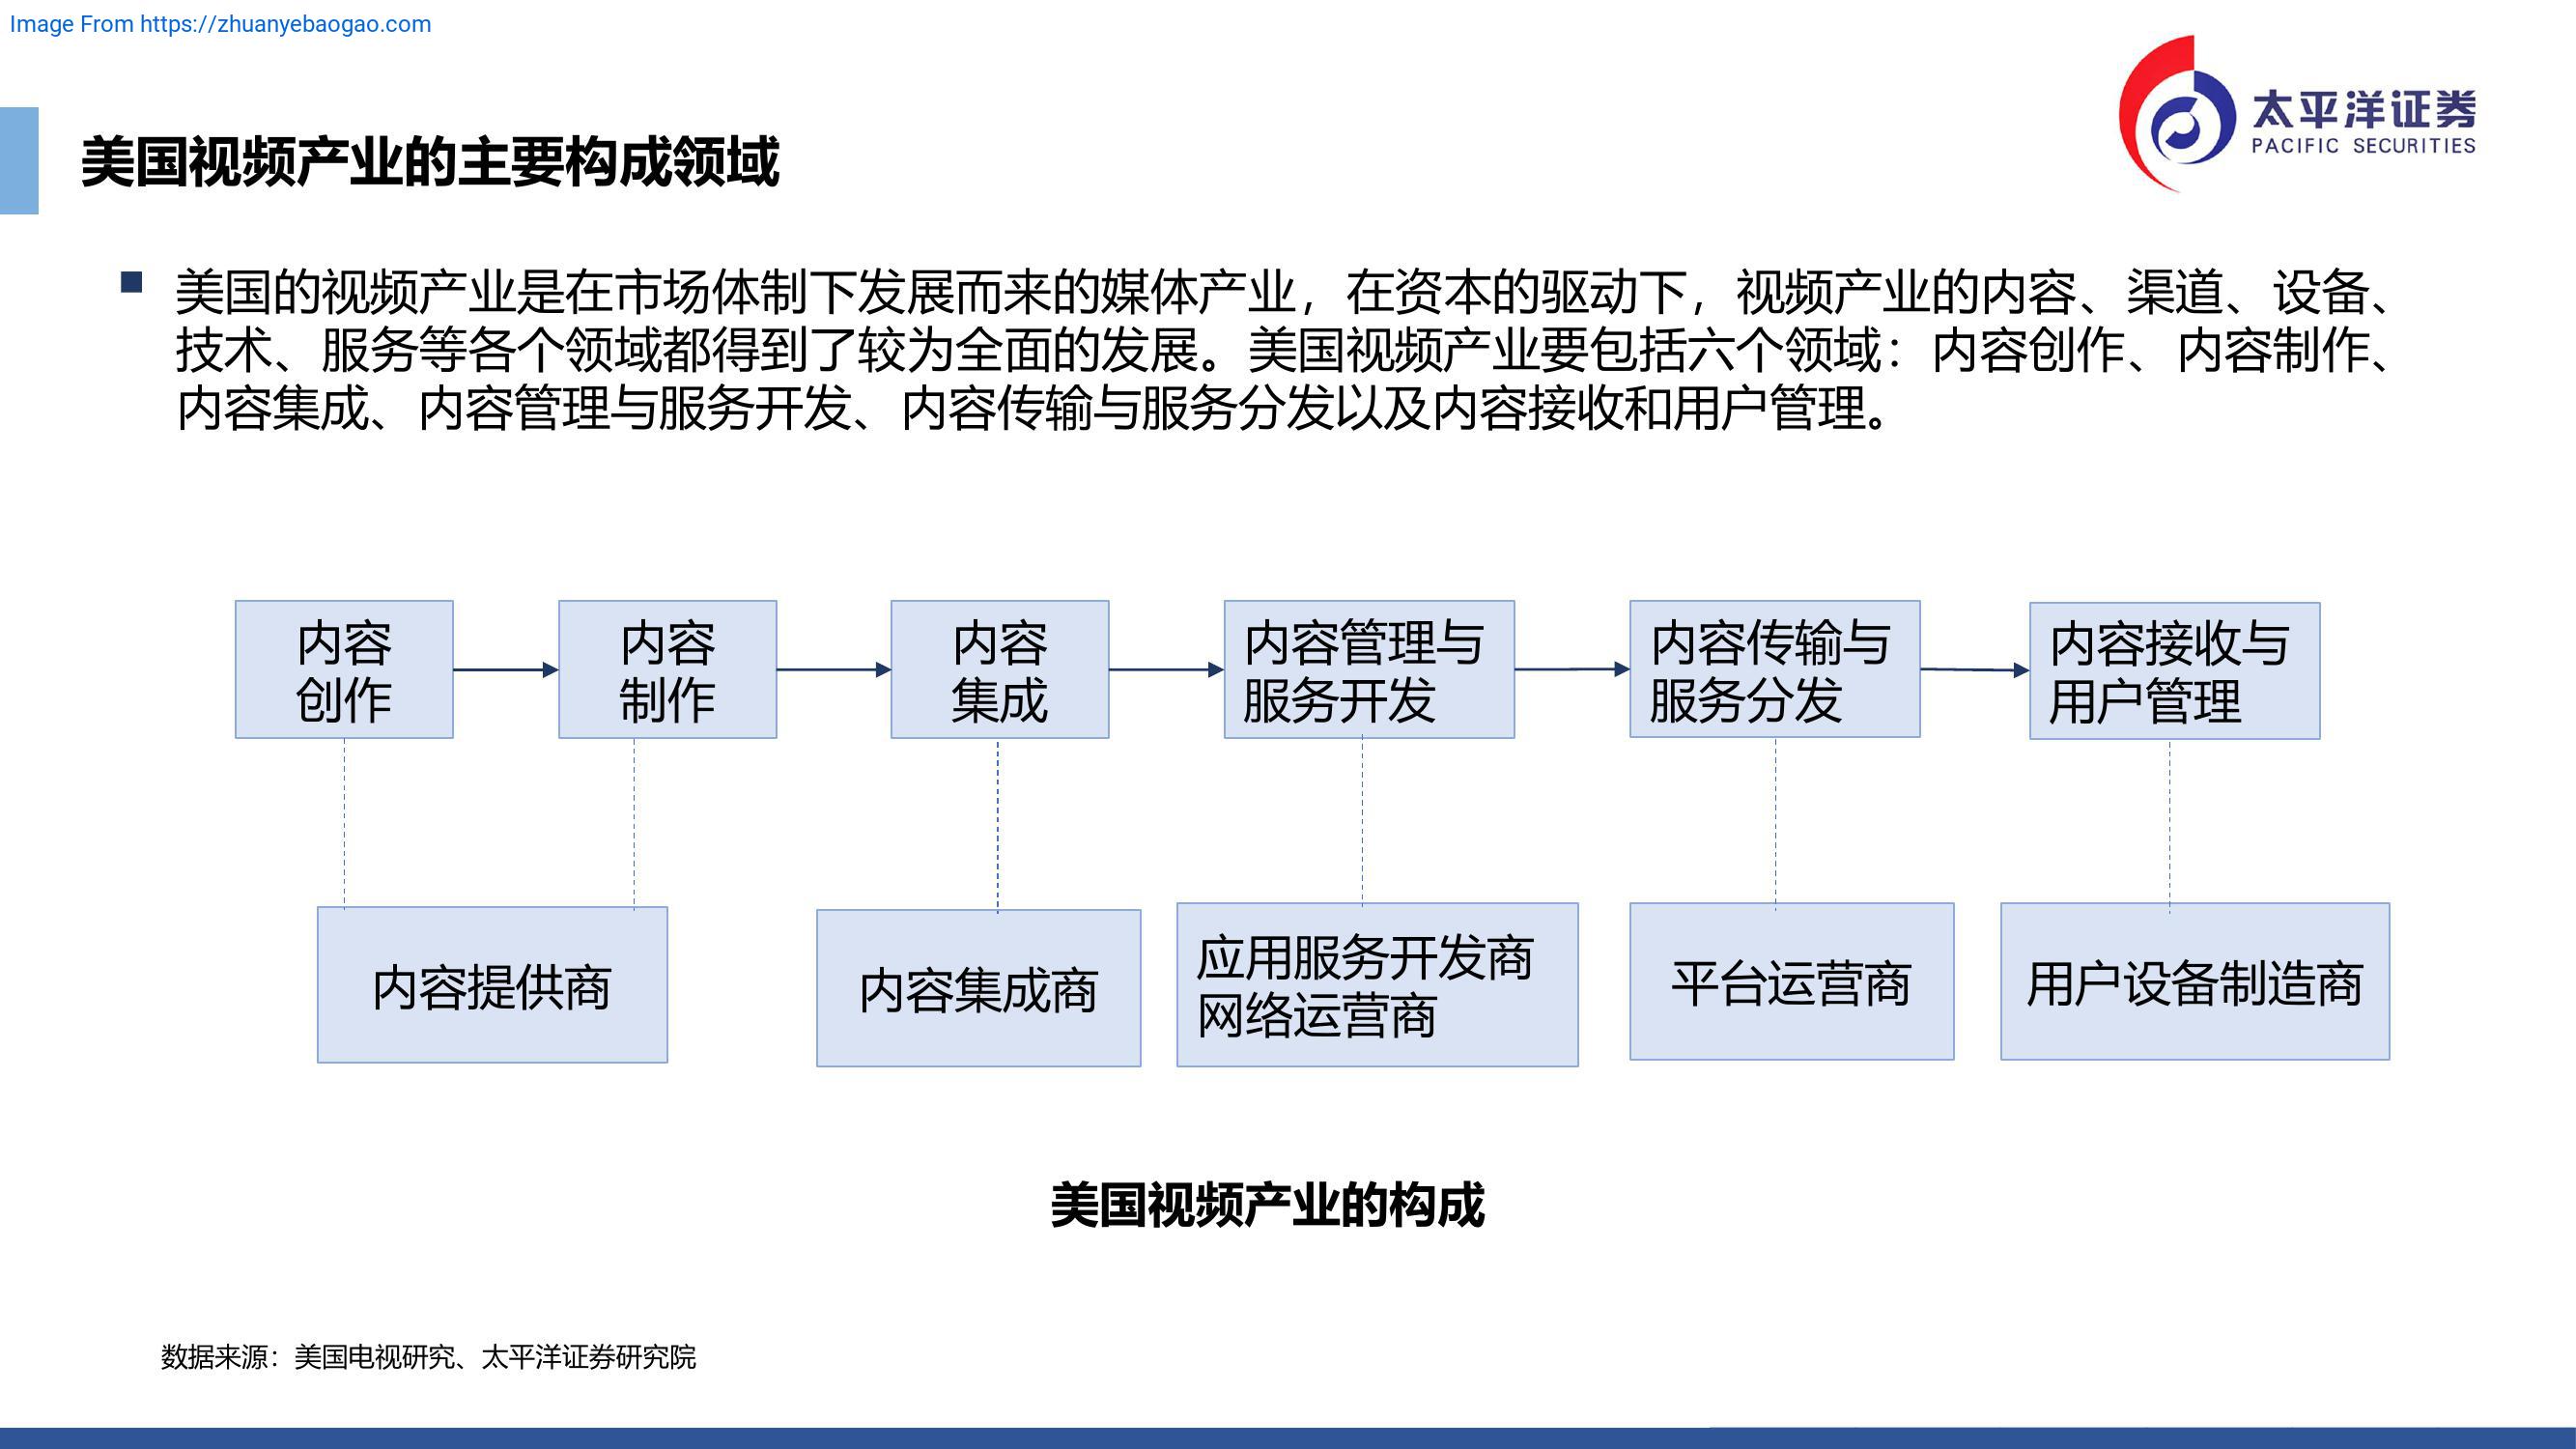 Image From https://zhuanyebaogao.com
太平洋证券
PACIFIC SECURITIES
美国视频产业的主要构成领域
美国的视频产业是在市场体制下发展而来的媒体产业，在资本的驱动下，视频产业的内容、渠道、设备、
技术、服务等各个领域都得到了较为全面的发展。美国视频产业要包括六个领域：内容创作、内容制作、
内容集成、内容管理与服务开发、内容传输与服务分发以及内容接收和用户管理。
内容
创作
内容
制作
内容
集成
内容管理与
服务开发
内容传输与
服务分发
内容接收与
用户管理
内容提供商
内容集成商
应用服务开发商
网络运营商
平台运营商
用户设备制造商
美国视频产业的构成
数据来源：美国电视研究、太平洋证券研究院